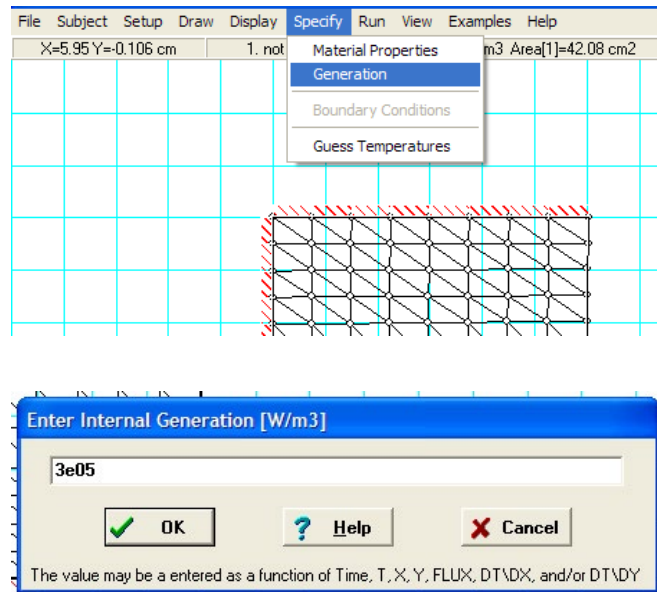 File Subject Setup Draw Display Specify Run View Examples Help
X=5.95 Y=-0.106 cm 1. not m3 Area[1]=42.08 cm2
Material Properties
Generation
Boundary Conditions
Guess Temperatures
Enter Internal Generation [W/m3]
3e05
OK Help Cancel
The value may be a entered as a function of Time, T, X, Y, FLUX, DT\DX, and/or DT\DY